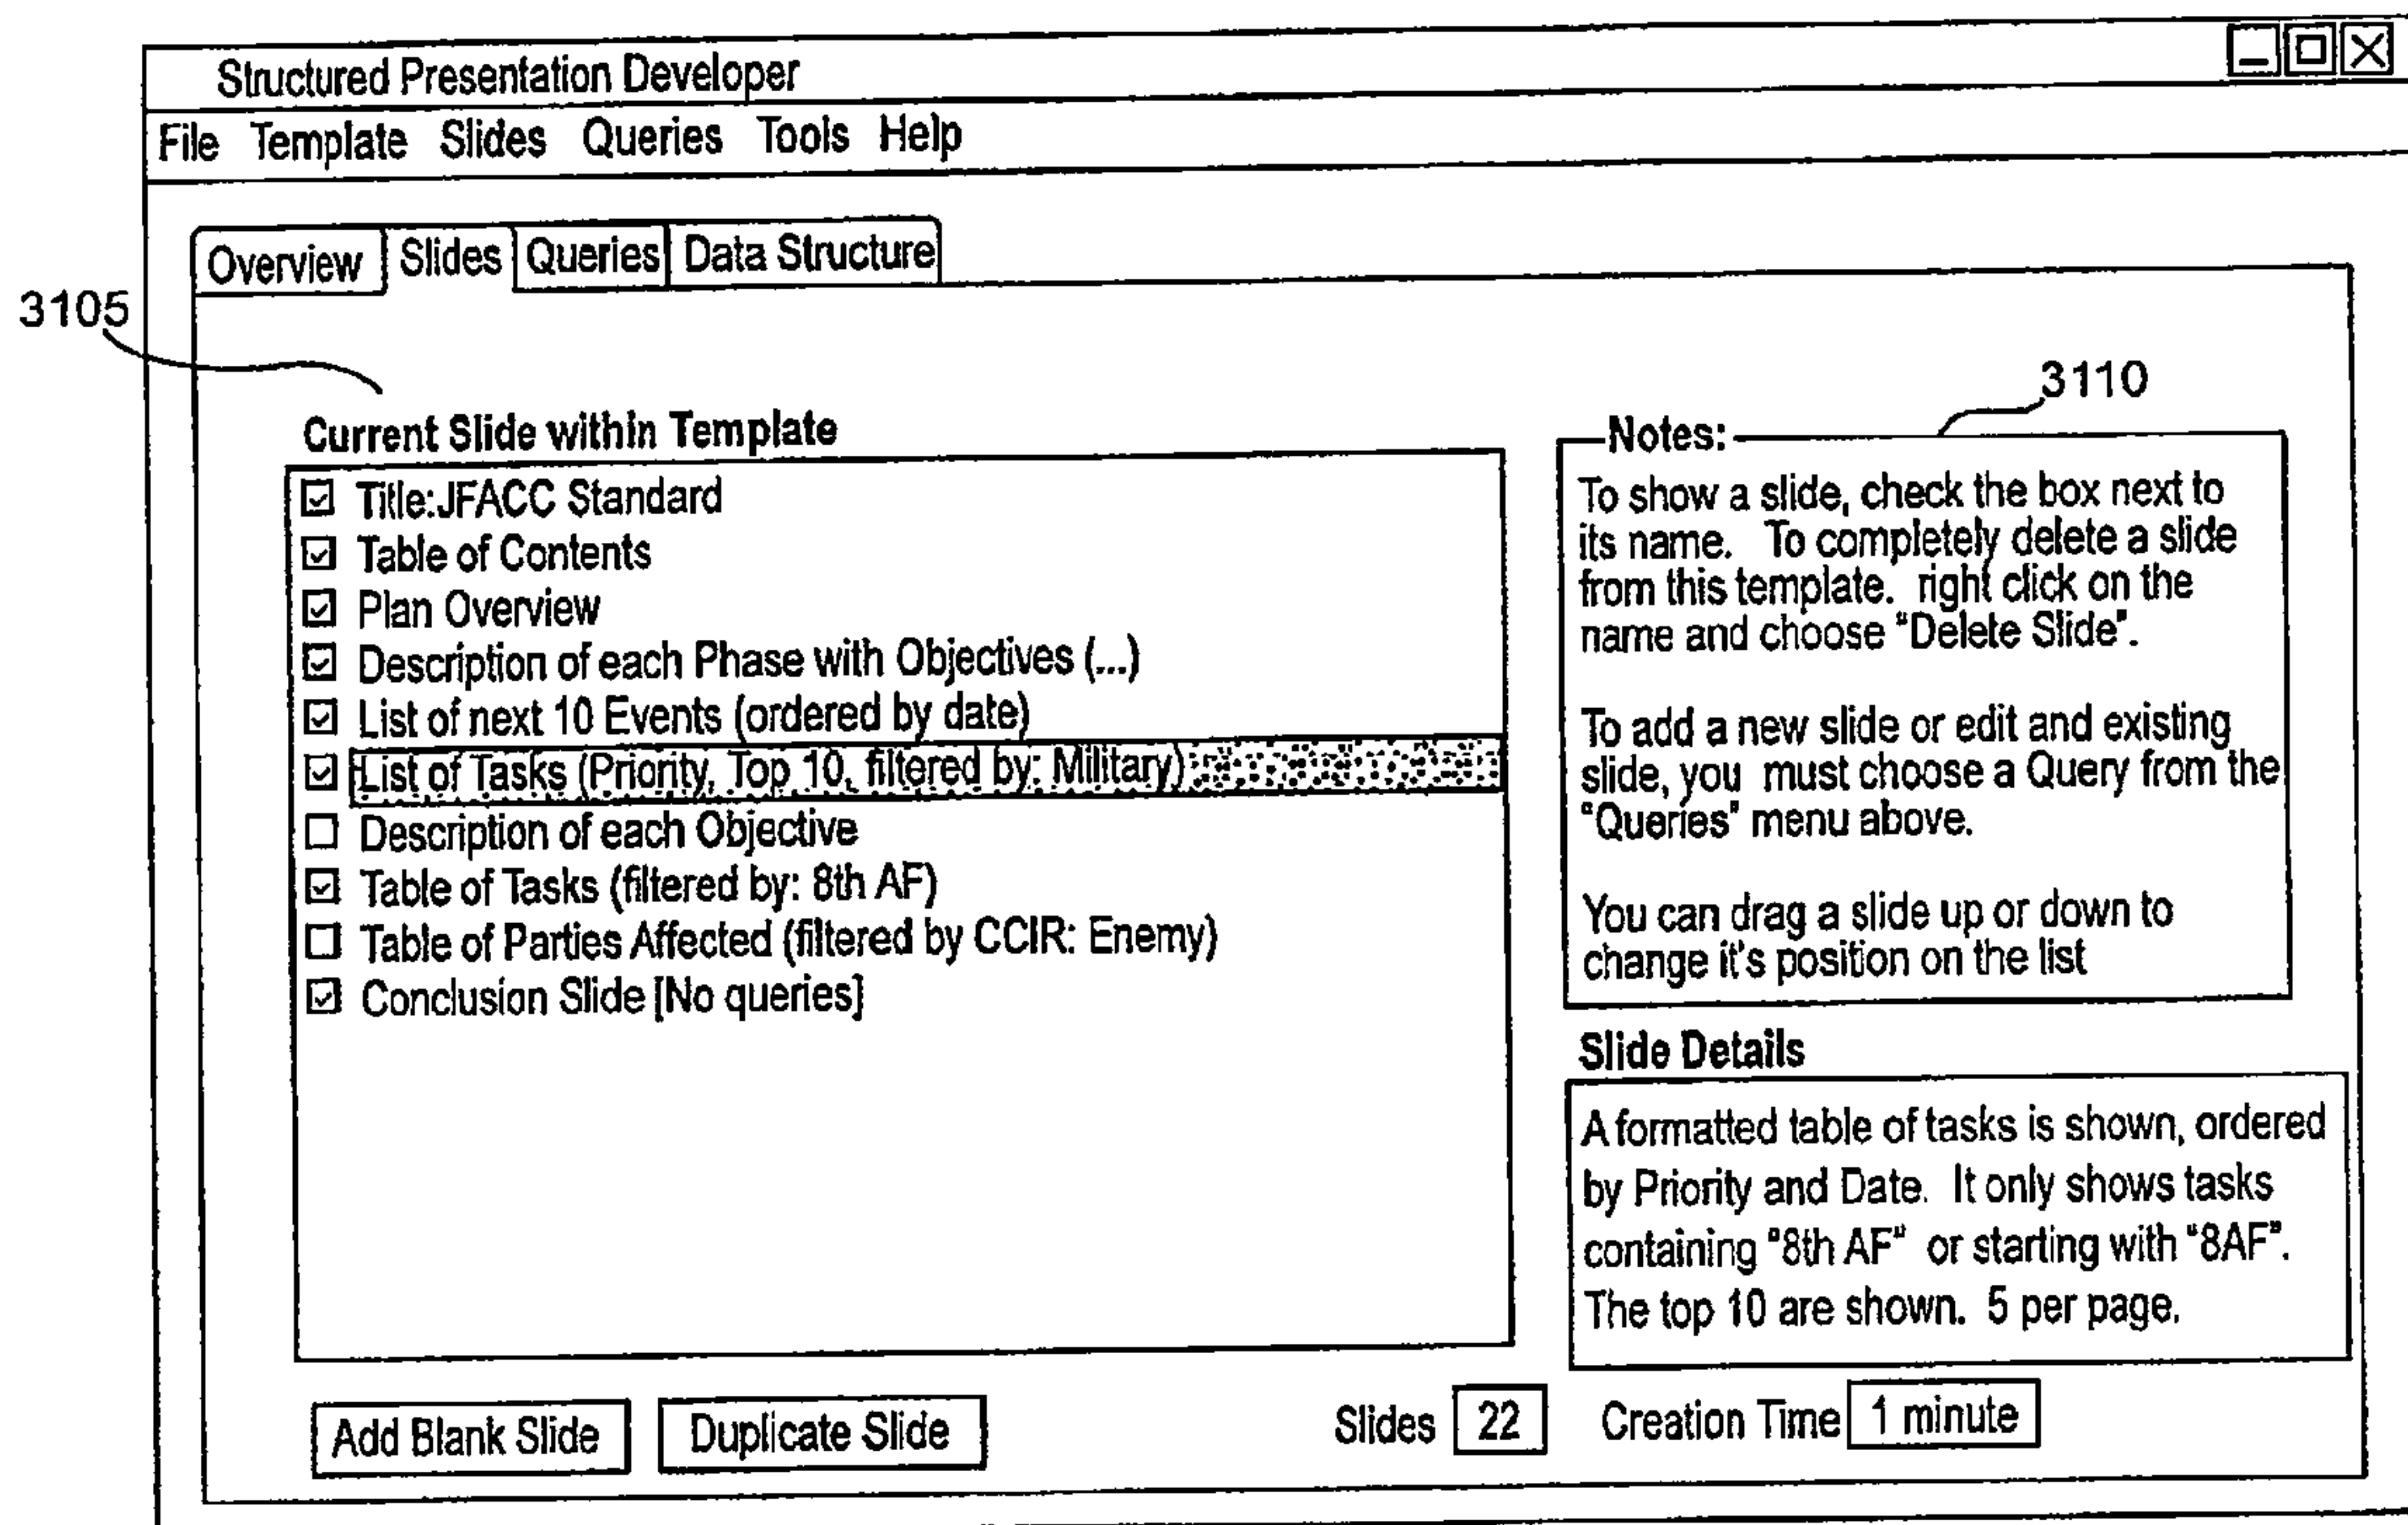 Structured Presentation Developer
File Template Slides Queries Tools Help
Overview Slides Queries Data Structure
3105
3110
Current Slide within Template
Title:JFACC Standard
Table of Contents
Plan Overview
Description of each Phase with Objectives (...)
List of next 10 Events (ordered by date)
List of Tasks (Priority, Top 10, filtered by: Military)
Description of each Objective
Table of Tasks (filtered by: 8th AF)
Table of Parties Affected (filtered by CCIR: Enemy)
Conclusion Slide [No queries]
Notes:
To show a slide, check the box next to
its name. To completely delete a slide
from this template. right click on the
name and choose "Delete Slide".
To add a new slide or edit and existing
slide, you must choose a Query from the
"Queries" menu above.
You can drag a slide up or down to
change it's position on the list
Slide Details
A formatted table of tasks is shown, ordered
by Priority and Date. It only shows tasks
containing "8th AF" or starting with "8AF".
The top 10 are shown. 5 per page.
Add Blank Slide Duplicate Slide Slides 22 Creation Time 1 minute